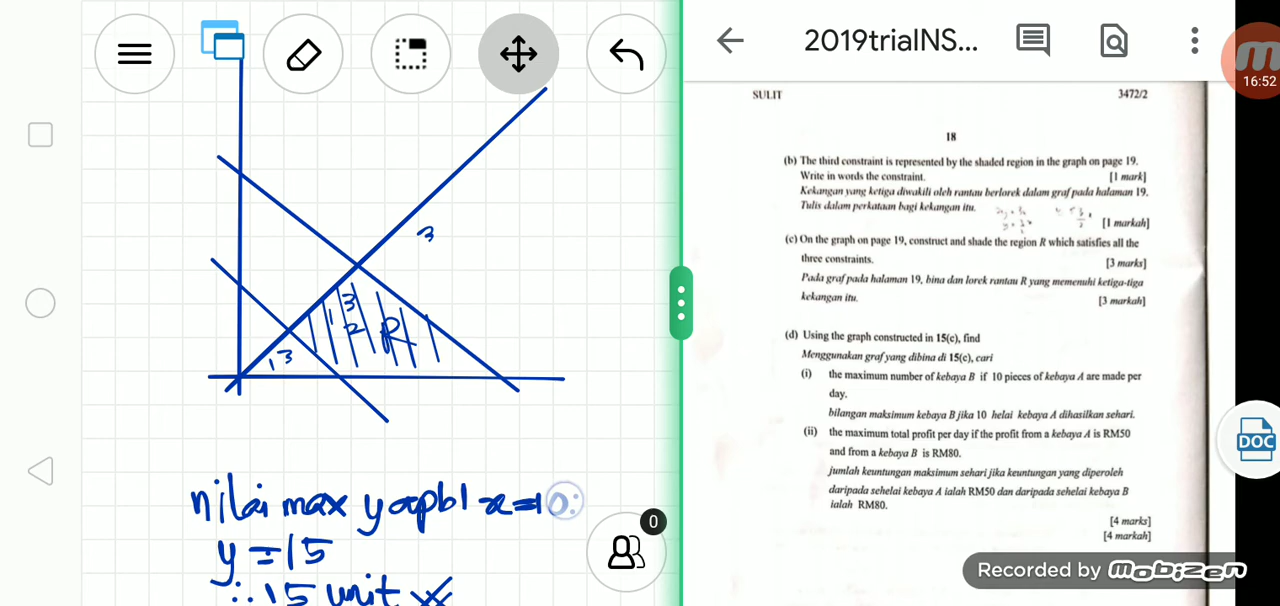 3
1
3
2
R
1 3
nilai max y apbl x=10:
y=15
∴ 15 unit
0
2019trialNS...
16:52
SULIT
3472/2
18
(b) The third constraint is represented by the shaded region in the graph on page 19.
Write in words the constraint. [1 mark]
Kekangan yang ketiga diwakili oleh rantau berlorek dalam graf pada halaman 19.
Tulis dalam perkataan bagi kekangan itu.
[1 markah]
(c) On the graph on page 19, construct and shade the region R which satisfies all the
three constraints. [3 marks]
Pada graf pada halaman 19, bina dan lorek rantau R yang memenuhi ketiga-tiga
kekangan itu. [3 markah]
(d) Using the graph constructed in 15(c), find
Menggunakan graf yang dibina di 15(c), cari
(i) the maximum number of kebaya B if 10 pieces of kebaya A are made per
day.
bilangan maksimum kebaya B jika 10 helai kebaya A dihasilkan sehari.
(ii) the maximum total profit per day if the profit from a kebaya A is RM50
and from a kebaya B is RM80.
jumlah keuntungan maksimum sehari jika keuntungan yang diperoleh
daripada sehelai kebaya A ialah RM50 dan daripada sehelai kebaya B
ialah RM80.
[4 marks]
[4 markah]
DOC
Recorded by mobizen